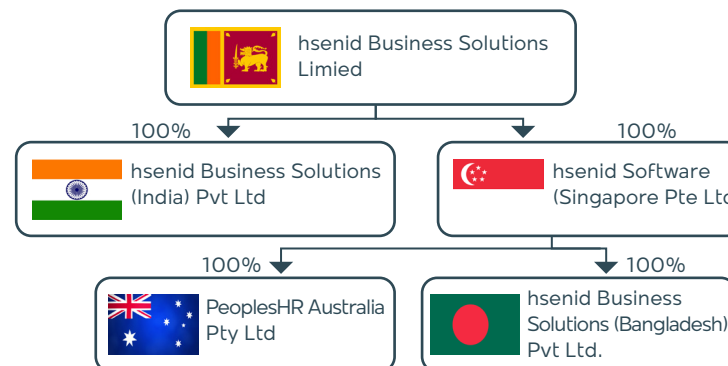 hsenid Business Solutions
Limied
100%
100%
hsenid Business Solutions
(India) Pvt Ltd
hsenid Software
(Singapore Pte Ltd
100%
100%
PeoplesHR Australia
Pty Ltd
hsenid Business
Solutions (Bangladesh)
Pvt Ltd.